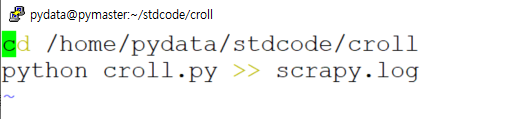 pydata@pymaster:~/stdcode/croll
cd /home/pydata/stdcode/croll
python croll.py >> scrapy.log
~